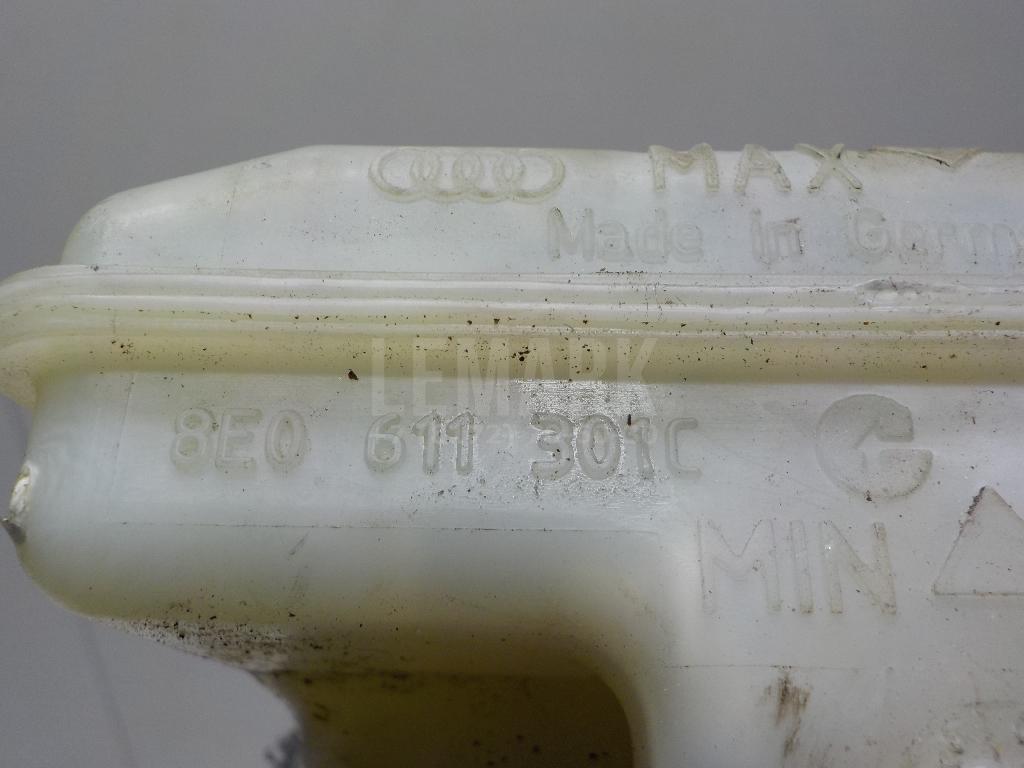 MAX
Made in Germ
LEMARK
8E0 611 301C
MIN